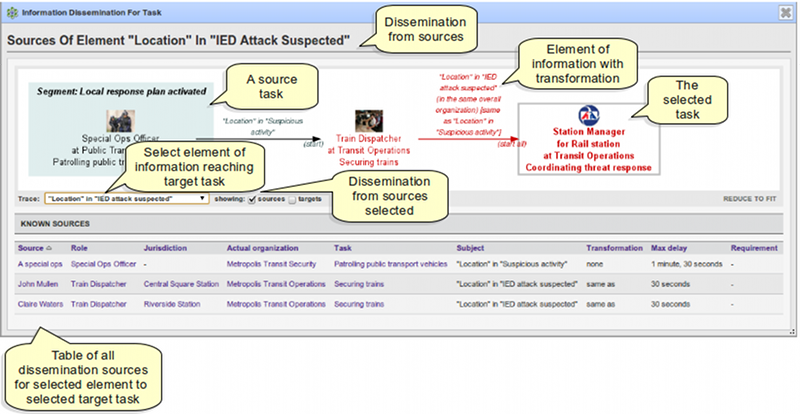 Information Dissemination For Task
Sources Of Element "Location" In "IED Attack Suspected"
Dissemination
from sources
Segment: Local response plan activated
A source
task
Special Ops Officer
at Public Tran
Patrolling public tr
"Location" in "Suspicious
activity"
(start)
Train Dispatcher
at Transit Operations
Securing trains
"Location" in "IED
attack suspected"
(in the same overall
organization) [same
as "Location" in
"Suspicious activity"]
(start all)
Element of
information with
transformation
The
selected
task
Station Manager
for Rail station
at Transit Operations
Coordinating threat response
Select element of
information reaching
target task
Dissemination
from sources
selected
Trace: "Location" in "IED attack suspected" showing: sources targets REDUCE TO FIT
KNOWN SOURCES
Source Role Jurisdiction Actual organization Task Subject Transformation Max delay Requirement
A special ops Special Ops Officer - Metropolis Transit Security Patrolling public transport vehicles "Location" in "Suspicious activity" none 1 minute, 30 seconds -
John Mullen Train Dispatcher Central Square Station Metropolis Transit Operations Securing trains "Location" in "IED attack suspected" same as 30 seconds -
Claire Waters Train Dispatcher Riverside Station Metropolis Transit Operations Securing trains "Location" in "IED attack suspected" same as 30 seconds -
Table of all
dissemination sources
for selected element to
selected target task